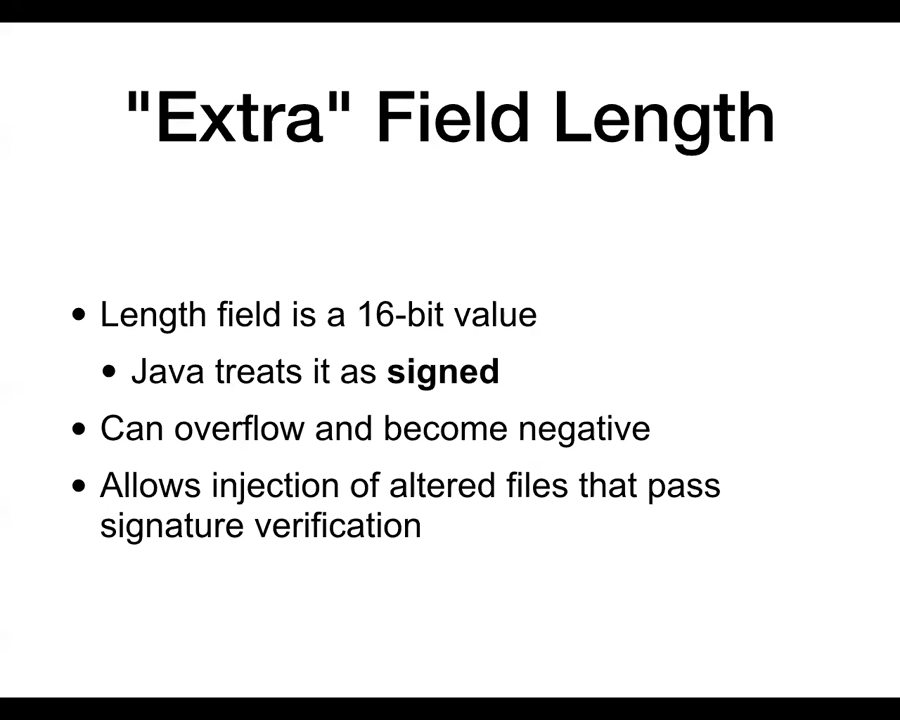 "Extra" Field Length
• Length field is a 16-bit value
• Java treats it as signed
• Can overflow and become negative
• Allows injection of altered files that pass
signature verification